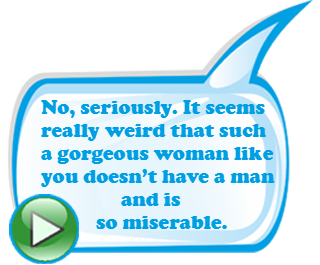 No, seriously. It seems
really weird that such
a gorgeous woman like
you doesn’t have a man
and is
so miserable.